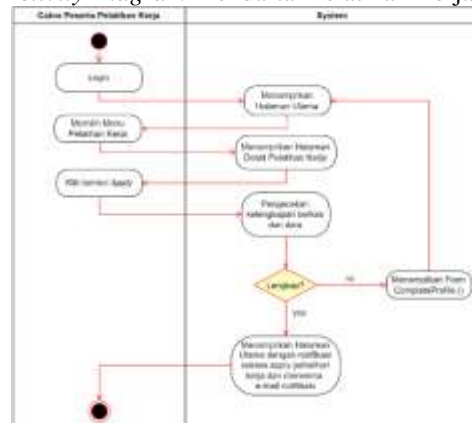 Calon Peserta Pelatihan Kerja
System
Login
Menampilkan
Halaman Utama
Memilih Menu
Pelatihan Kerja
Menampilkan Halaman
Detail Pelatihan Kerja
Klik tombol Apply
Pengecekan
kelengkapan berkas
dan data
Lengkap?
Menampilkan Form
CompleteProfile ()
yes
Menampilkan Halaman
Utama dengan notifikasi
sukses apply pelatihan
kerja dan menerima
e-mail notifikasi